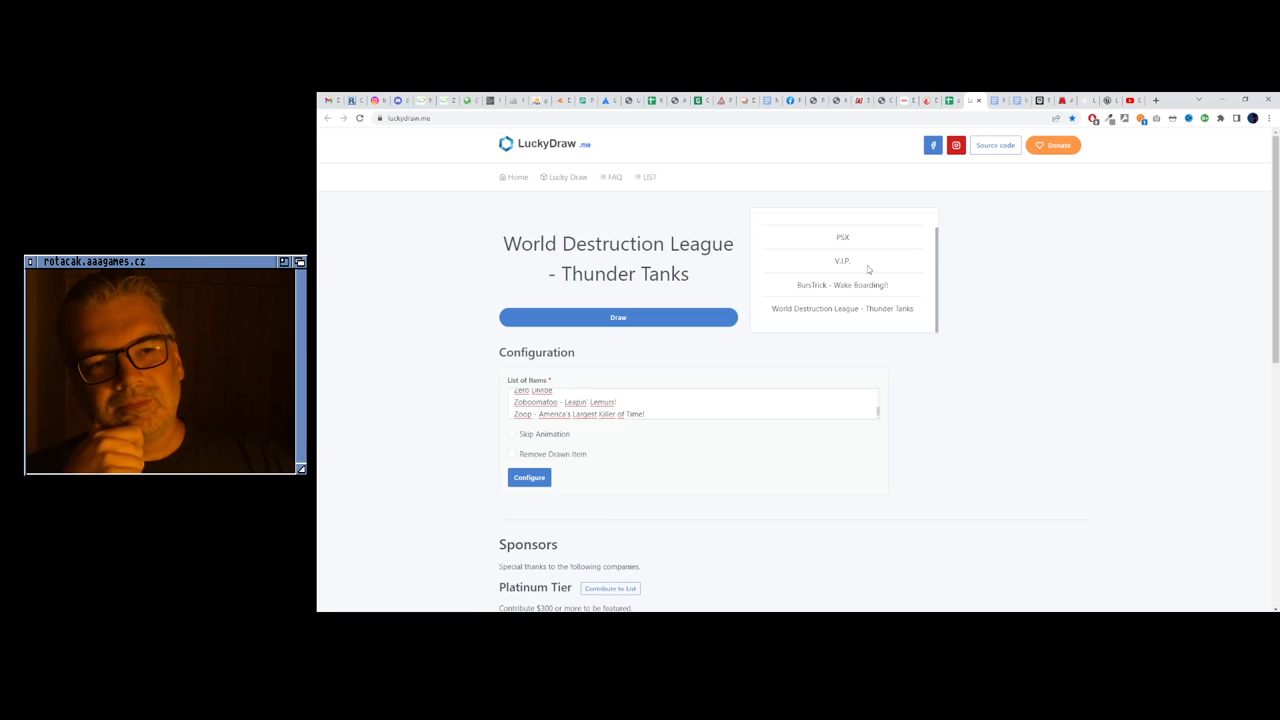 luckydraw.me
LuckyDraw .me
Source code
Donate
Home
Lucky Draw
FAQ
LIST
World Destruction League
- Thunder Tanks
PSX
V.I.P.
BursTrick - Wake Boarding!!
World Destruction League - Thunder Tanks
Draw
rotacak.aaagames.cz
Configuration
List of Items *
Zero Divide
Zoboomafoo - Leapin' Lemurs!
Zoop - America's Largest Killer of Time!
Skip Animation
Remove Drawn Item
Configure
Sponsors
Special thanks to the following companies.
Platinum Tier
Contribute to List
Contribute $300 or more to be featured.